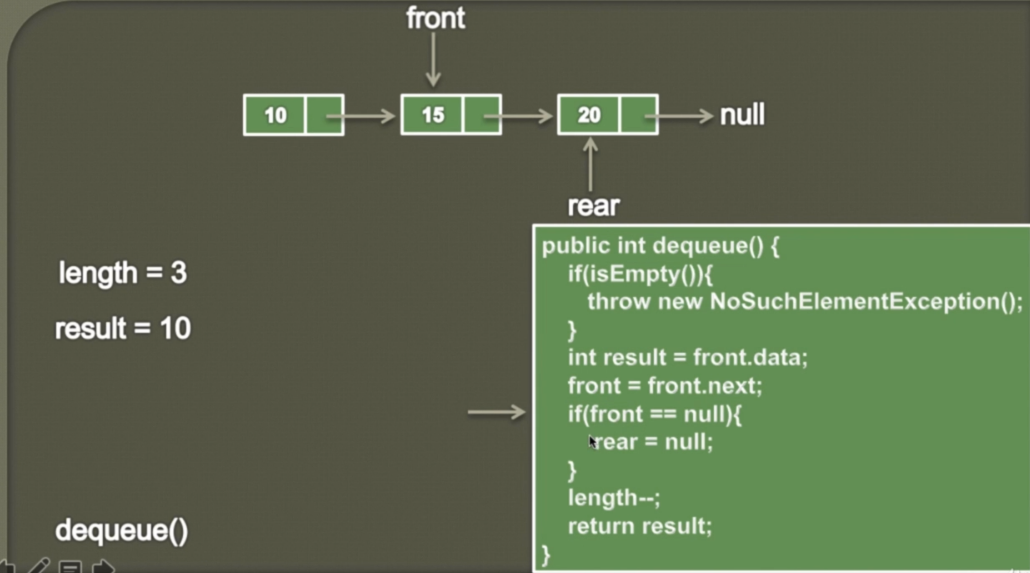 front
10 15 20 null
rear
length = 3
result = 10
dequeue()
public int dequeue() {
if(isEmpty()){
throw new NoSuchElementException();
}
int result = front.data;
front = front.next;
if(front == null){
rear = null;
}
length--;
return result;
}